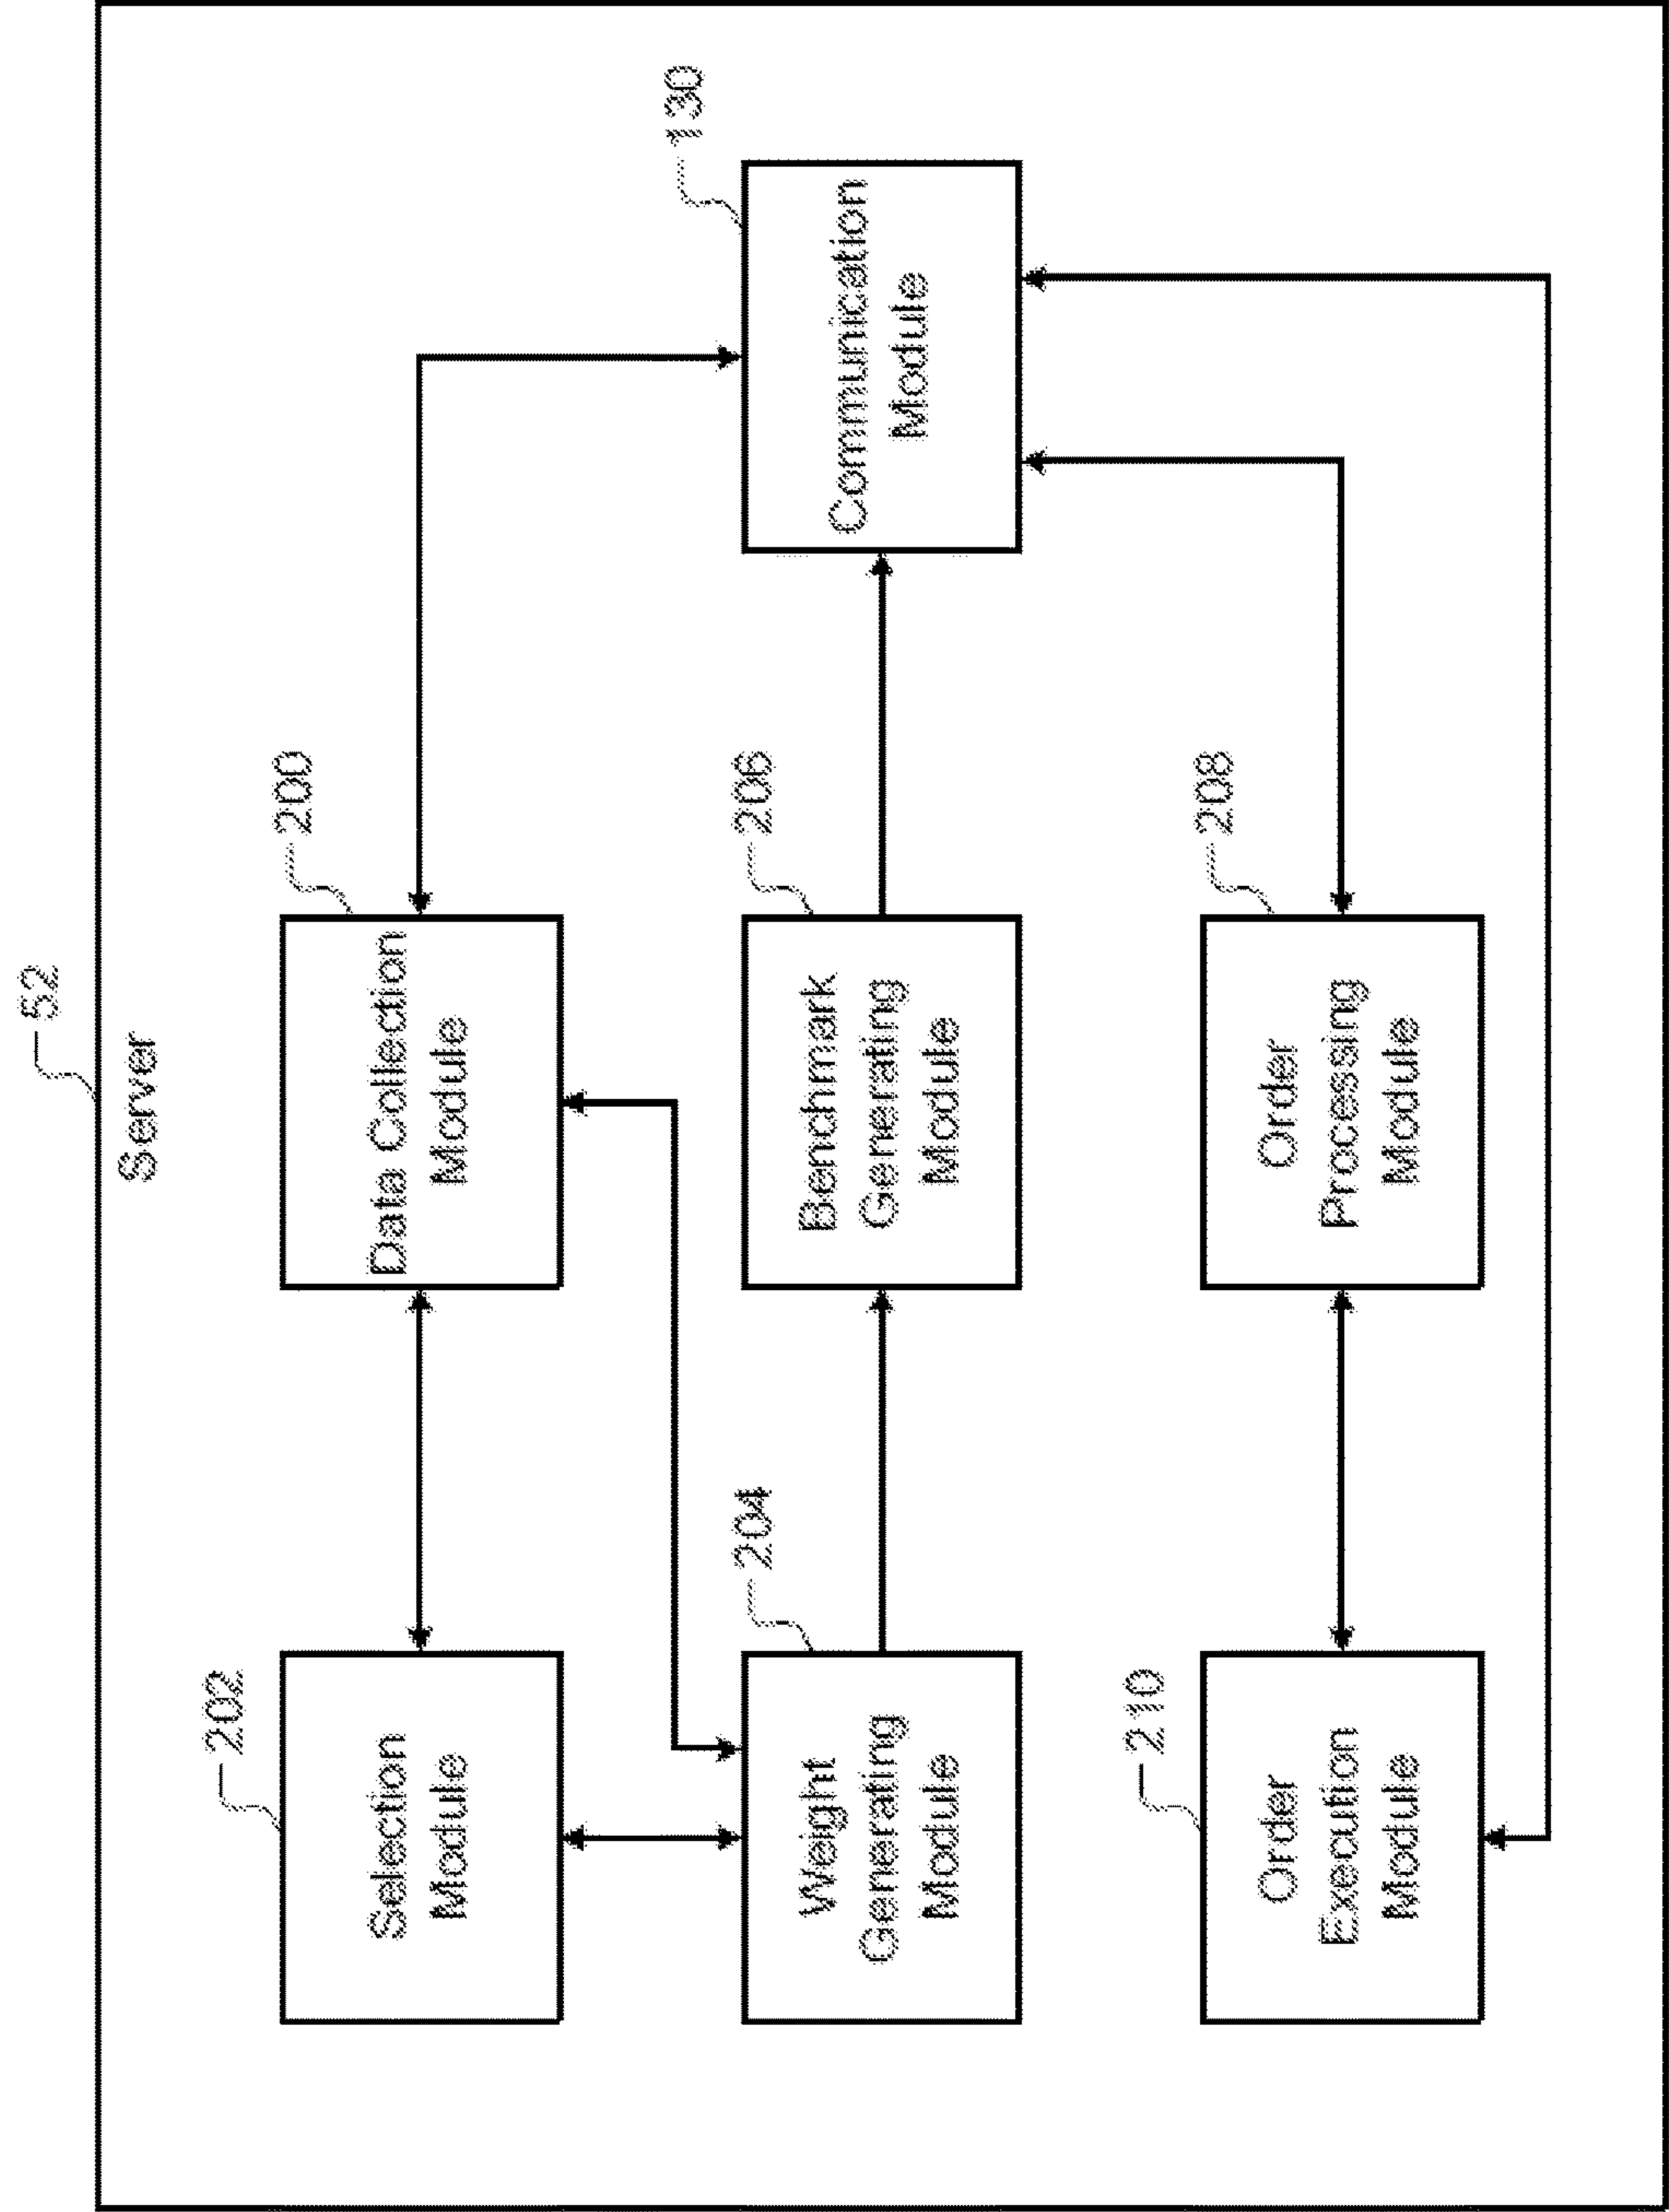 52
Server
202
Selection
Module
200
Data Collection
Module
204
Weight
Generating
Module
206
Benchmark
Generating
Module
130
Communication
Module
210
Order
Execution
Module
208
Order
Processing
Module